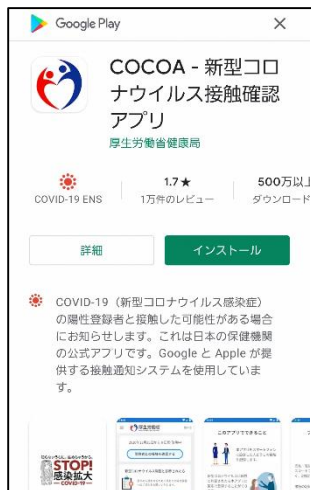 Google Play
COCOA - 新型コロ
ナウイルス接触確認
アプリ
厚生労働省健康局
COVID-19 ENS
1.7★
1万件のレビュー
500万以上
ダウンロード
詳細
インストール
COVID-19（新型コロナウイルス感染症）
の陽性登録者と接触した可能性がある場合
にお知らせします。これは日本の保健機関
の公式アプリです。Google と Apple が提
供する接触通知システムを使用していま
す。
STOP!
感染拡大
COVID-19
このアプリでできること